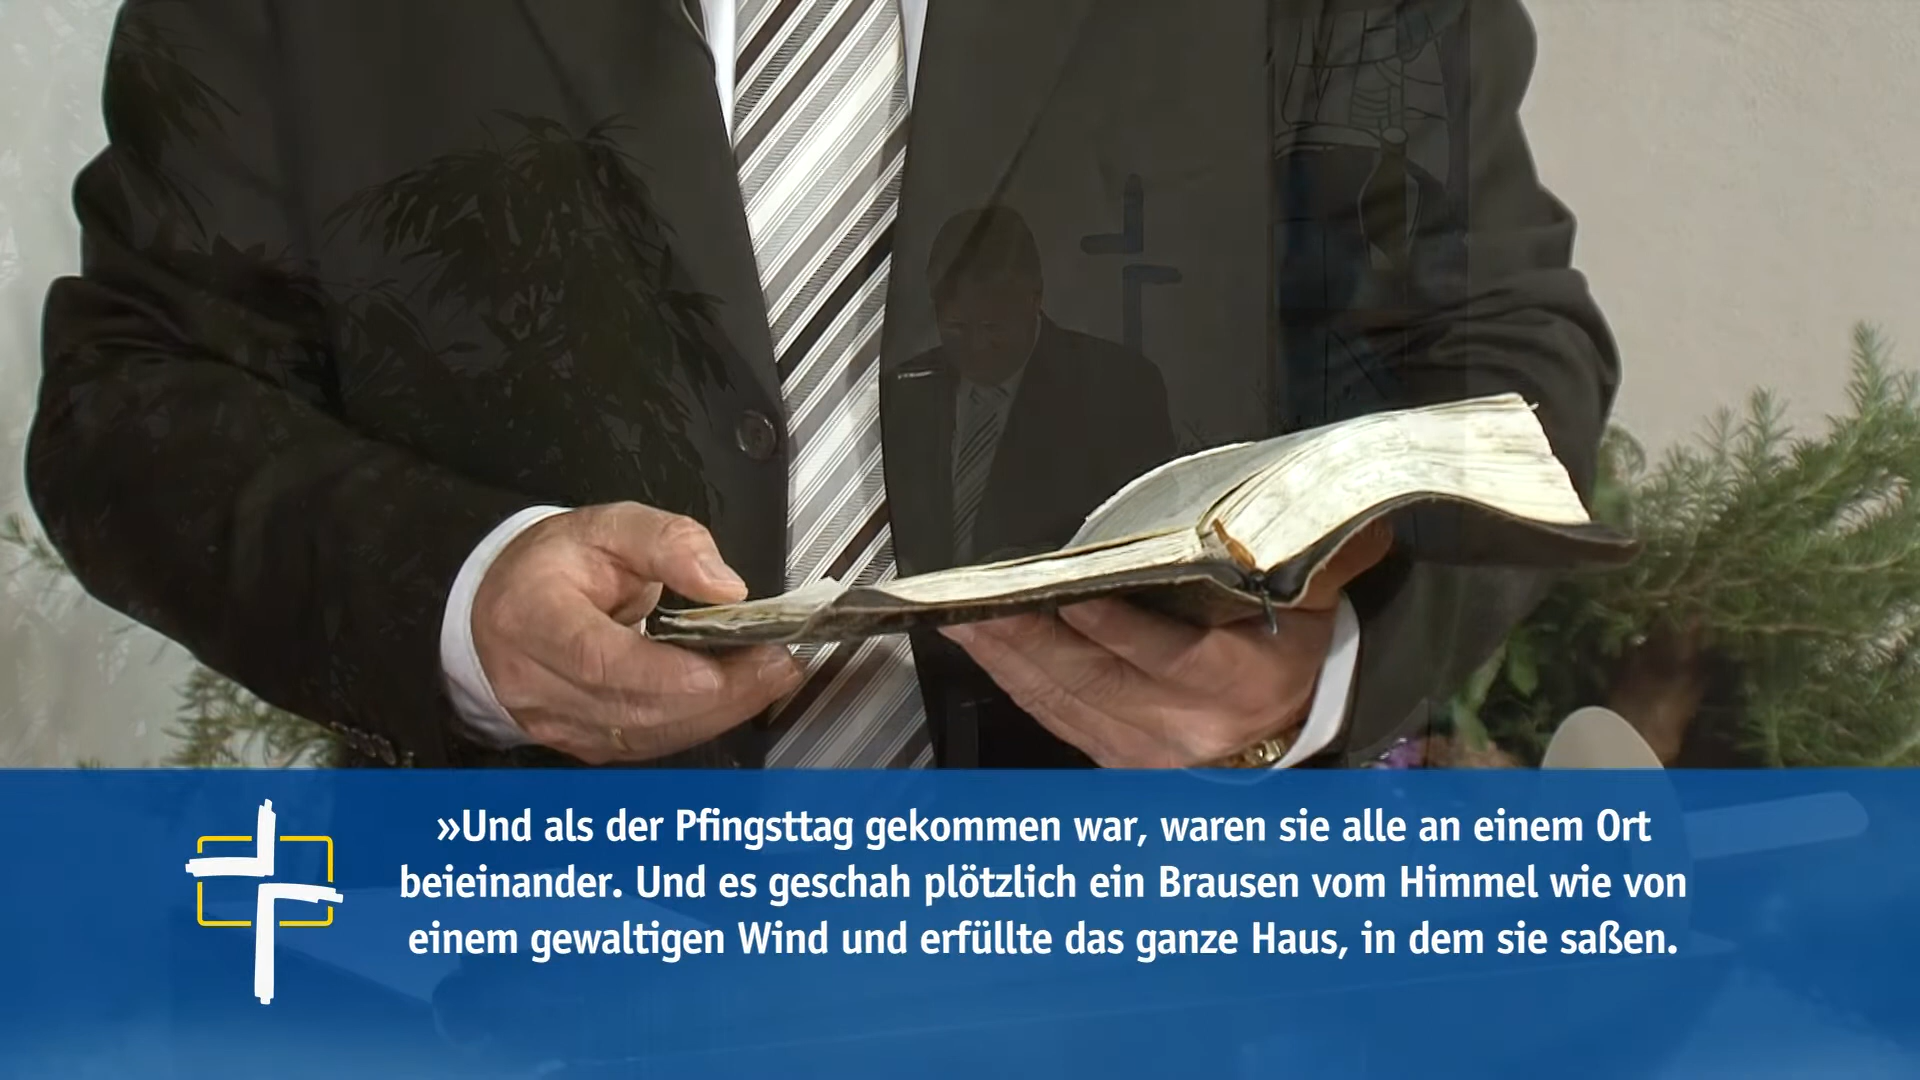 »Und als der Pfingsttag gekommen war, waren sie alle an einem Ort
beieinander. Und es geschah plötzlich ein Brausen vom Himmel wie von
einem gewaltigen Wind und erfüllte das ganze Haus, in dem sie saßen.